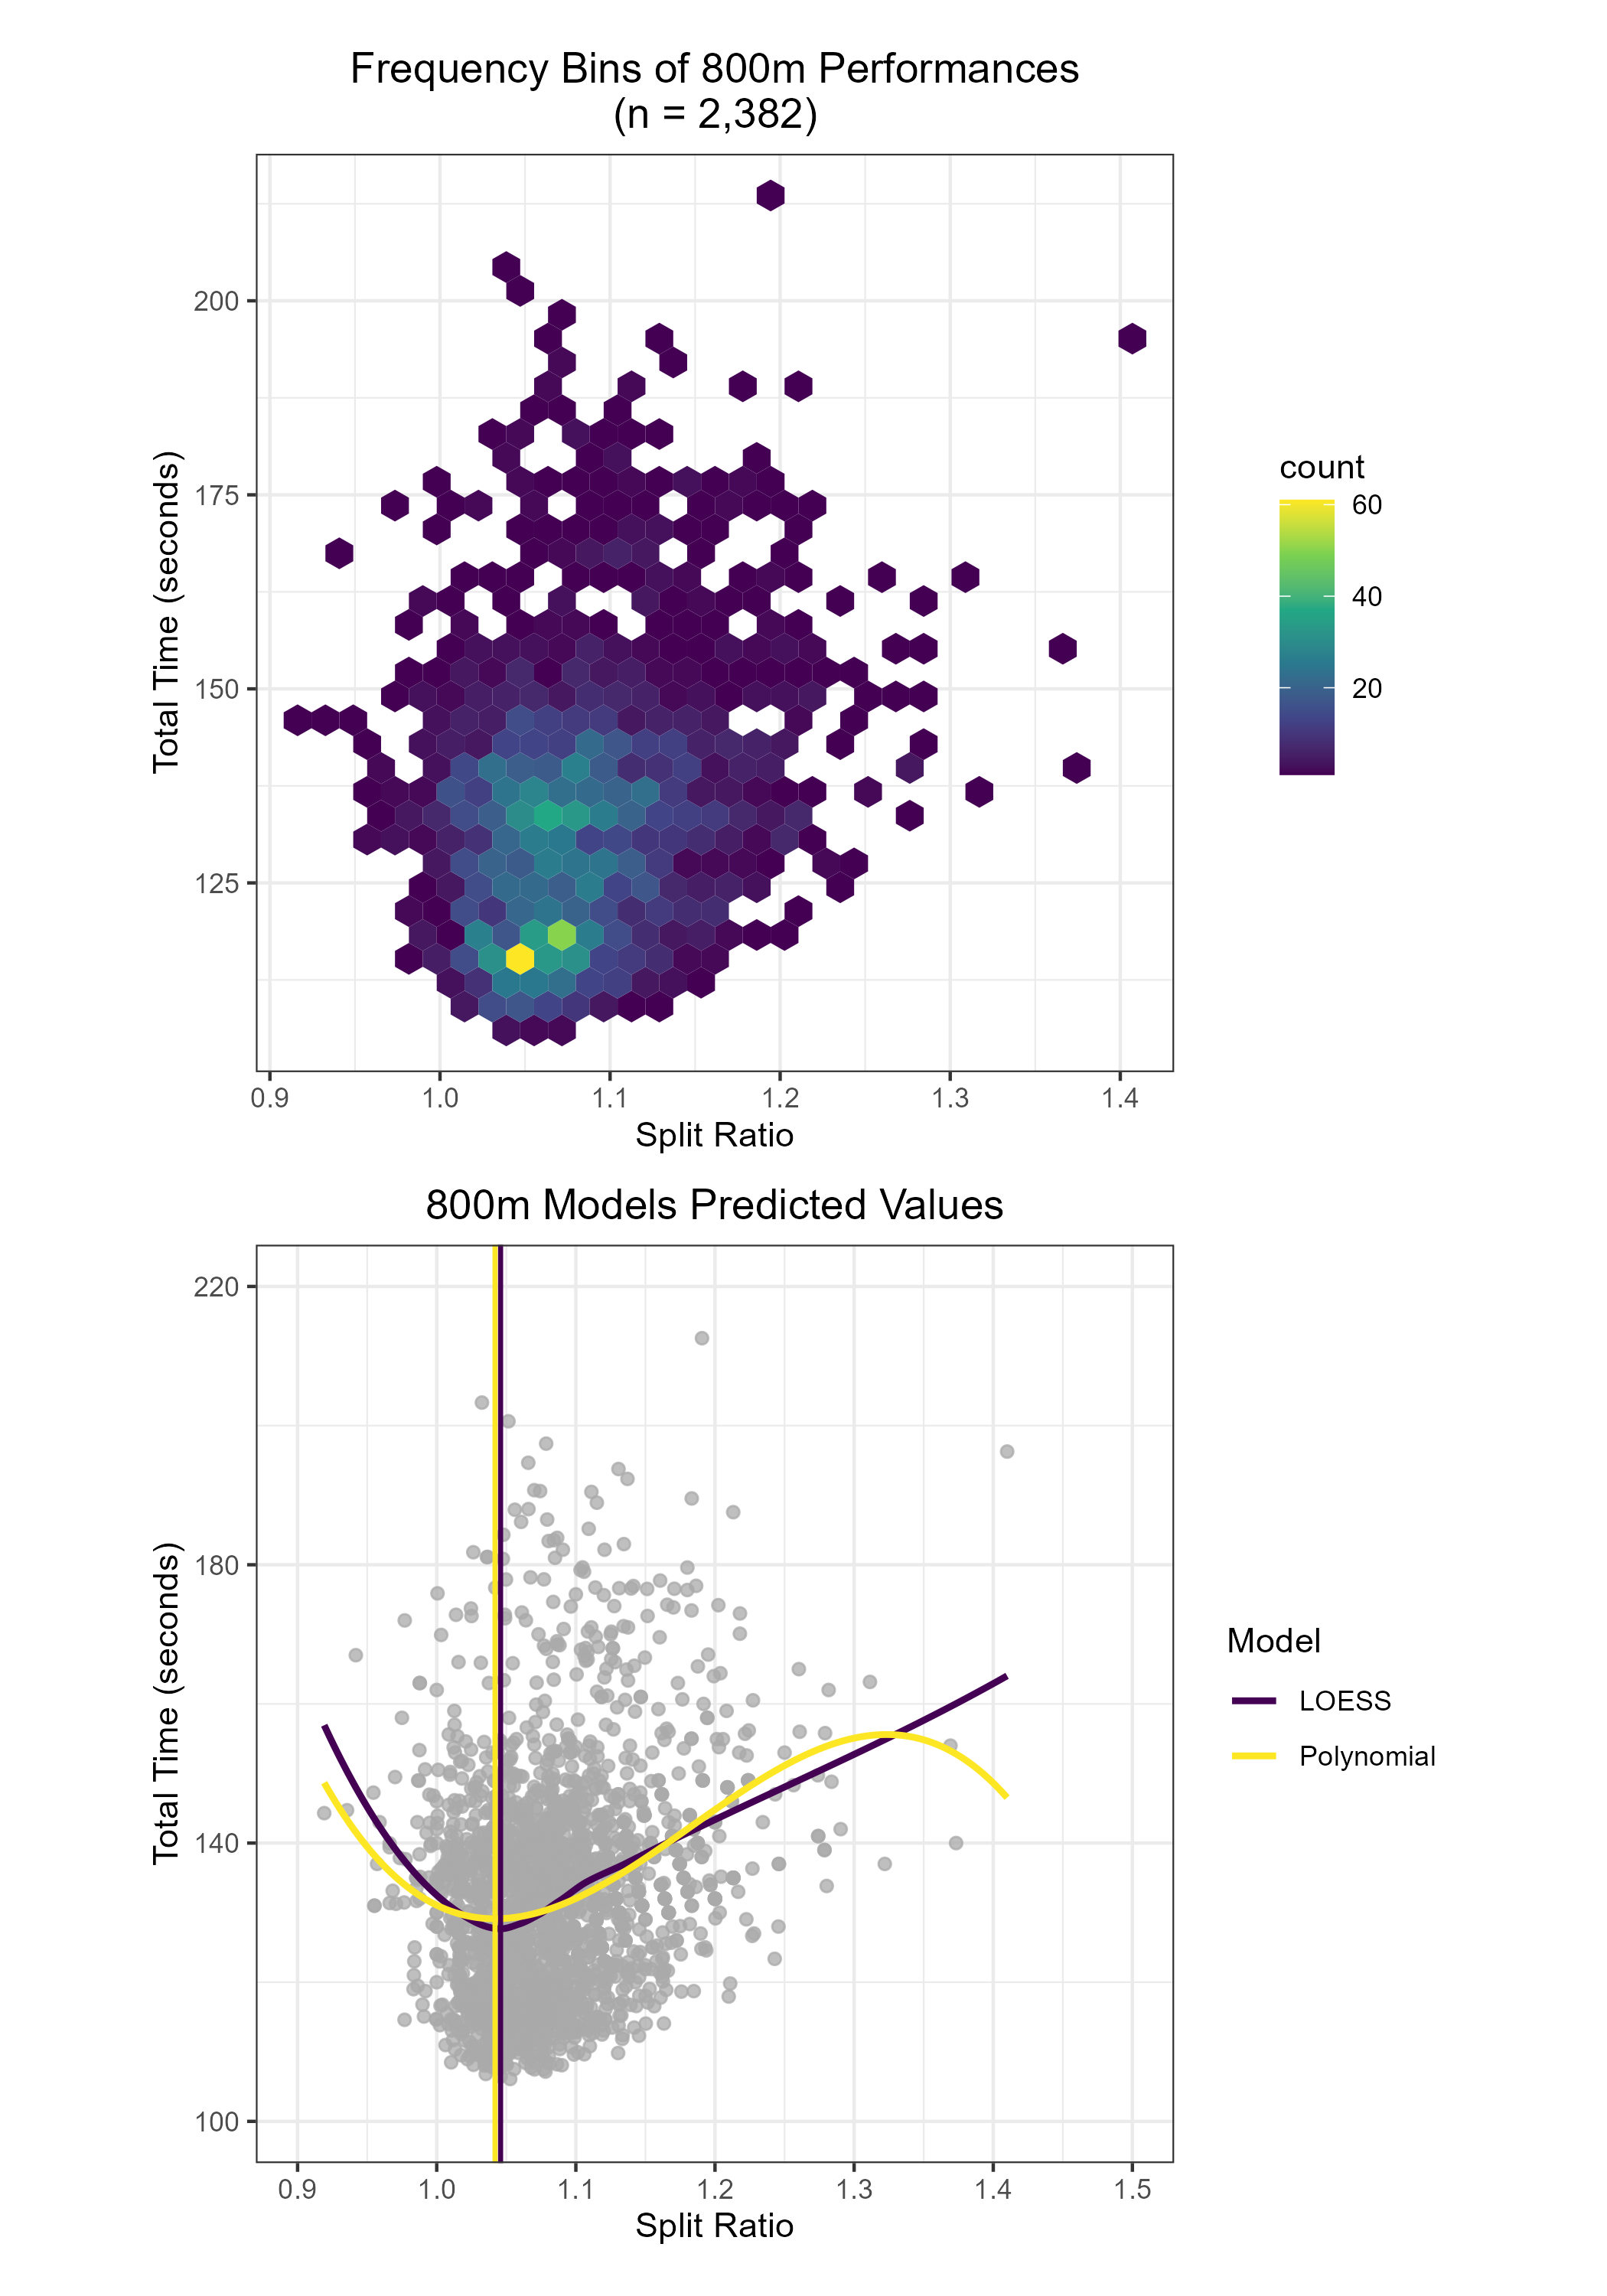 Frequency Bins of 800m Performances
(n = 2,382)
Total Time (seconds)
200
175
150
125
0.9 1.0 1.1 1.2 1.3 1.4
Split Ratio
count
60
40
20
800m Models Predicted Values
Total Time (seconds)
220
180
140
100
0.9 1.0 1.1 1.2 1.3 1.4 1.5
Split Ratio
Model
LOESS
Polynomial